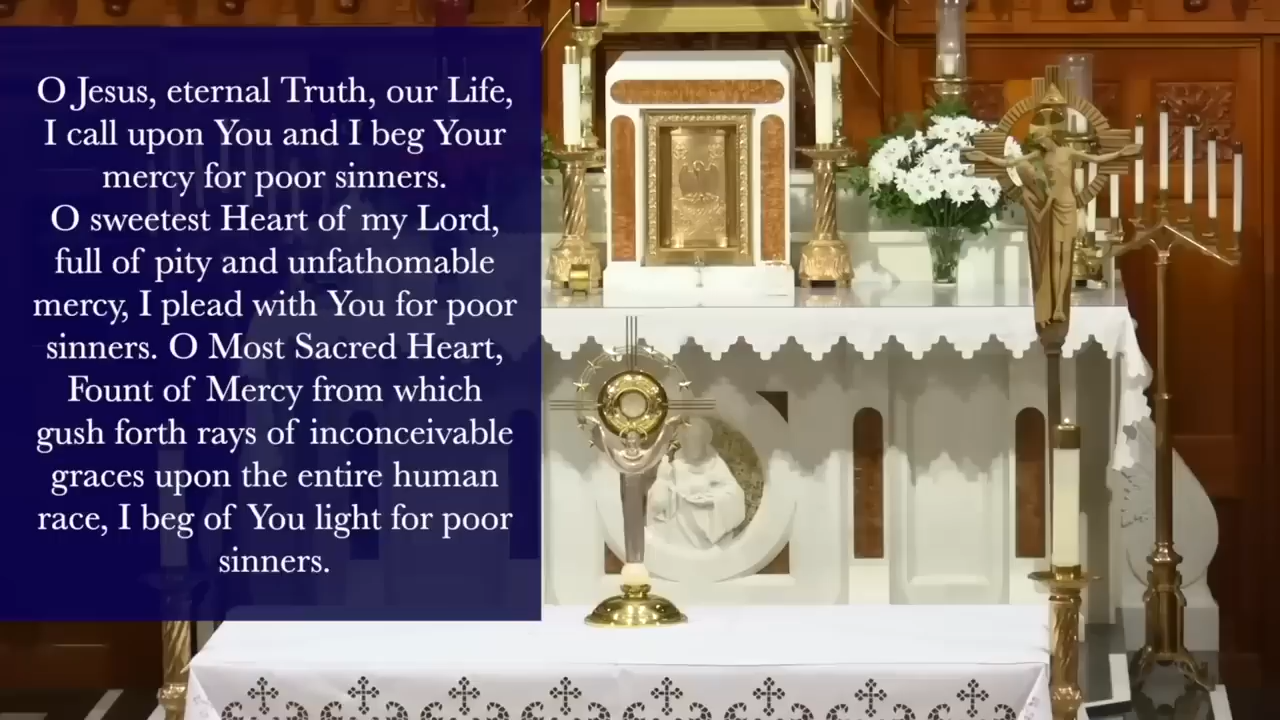 O Jesus, eternal Truth, our Life,
I call upon You and I beg Your
mercy for poor sinners.
O sweetest Heart of my Lord,
full of pity and unfathomable
mercy, I plead with You for poor
sinners. O Most Sacred Heart,
Fount of Mercy from which
gush forth rays of inconceivable
graces upon the entire human
race, I beg of You light for poor
sinners.